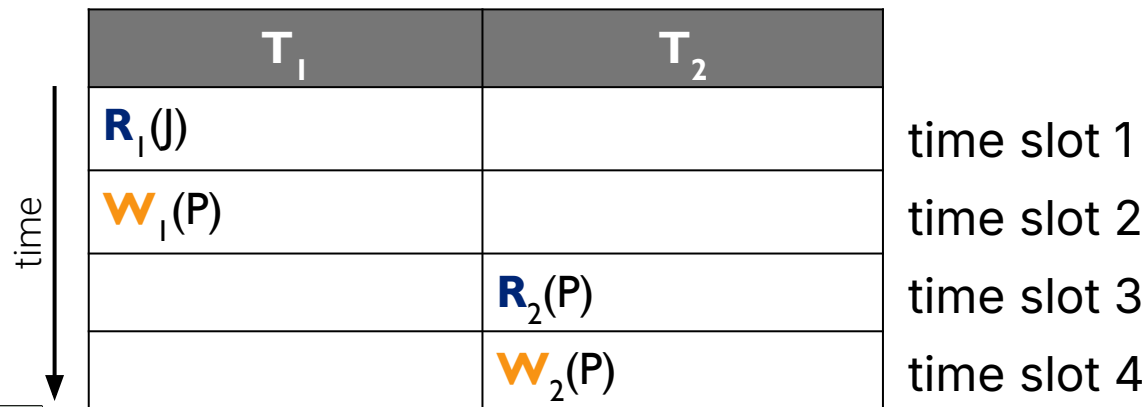 T₁ T₂
R₁(J) time slot 1
W₁(P) time slot 2
R₂(P) time slot 3
W₂(P) time slot 4
time